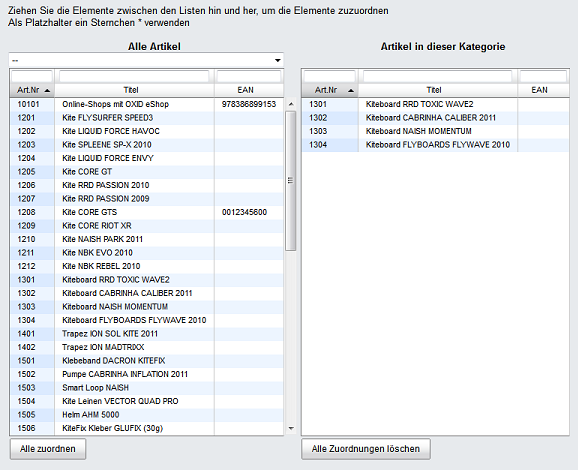 Ziehen Sie die Elemente zwischen den Listen hin und her, um die Elemente zuzuordnen
Als Platzhalter ein Sternchen * verwenden
Alle Artikel
--
Art.Nr Titel EAN
10101 Online-Shops mit OXID eShop 978386899153
1201 Kite FLYSURFER SPEED3
1202 Kite LIQUID FORCE HAVOC
1203 Kite SPLEENE SP-X 2010
1204 Kite LIQUID FORCE ENVY
1205 Kite CORE GT
1206 Kite RRD PASSION 2010
1207 Kite RRD PASSION 2009
1208 Kite CORE GTS 0012345600
1209 Kite CORE RIOT XR
1210 Kite NAISH PARK 2011
1211 Kite NBK EVO 2010
1212 Kite NBK REBEL 2010
1301 Kiteboard RRD TOXIC WAVE2
1302 Kiteboard CABRINHA CALIBER 2011
1303 Kiteboard NAISH MOMENTUM
1304 Kiteboard FLYBOARDS FLYWAVE 2010
1401 Trapez ION SOL KITE 2011
1402 Trapez ION MADTRIXX
1501 Klebeband DACRON KITEFIX
1502 Pumpe CABRINHA INFLATION 2011
1503 Smart Loop NAISH
1504 Kite Leinen VECTOR QUAD PRO
1505 Helm AHM 5000
1506 KiteFix Kleber GLUFIX (30g)
Alle zuordnen
Artikel in dieser Kategorie
Art.Nr Titel EAN
1301 Kiteboard RRD TOXIC WAVE2
1302 Kiteboard CABRINHA CALIBER 2011
1303 Kiteboard NAISH MOMENTUM
1304 Kiteboard FLYBOARDS FLYWAVE 2010
Alle Zuordnungen löschen